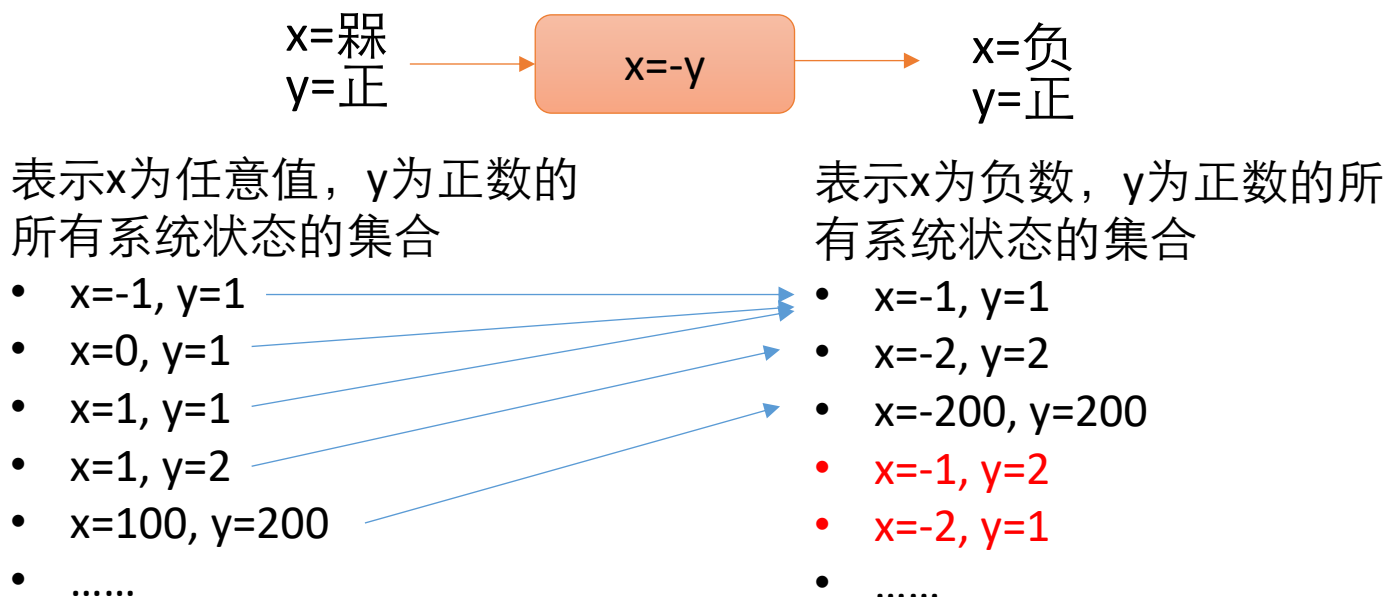 x=槑
y=正
x=-y
x=负
y=正
表示x为任意值，y为正数的
所有系统状态的集合
• x=-1, y=1
• x=0, y=1
• x=1, y=1
• x=1, y=2
• x=100, y=200
• ……
表示x为负数，y为正数的所
有系统状态的集合
• x=-1, y=1
• x=-2, y=2
• x=-200, y=200
• x=-1, y=2
• x=-2, y=1
• ……